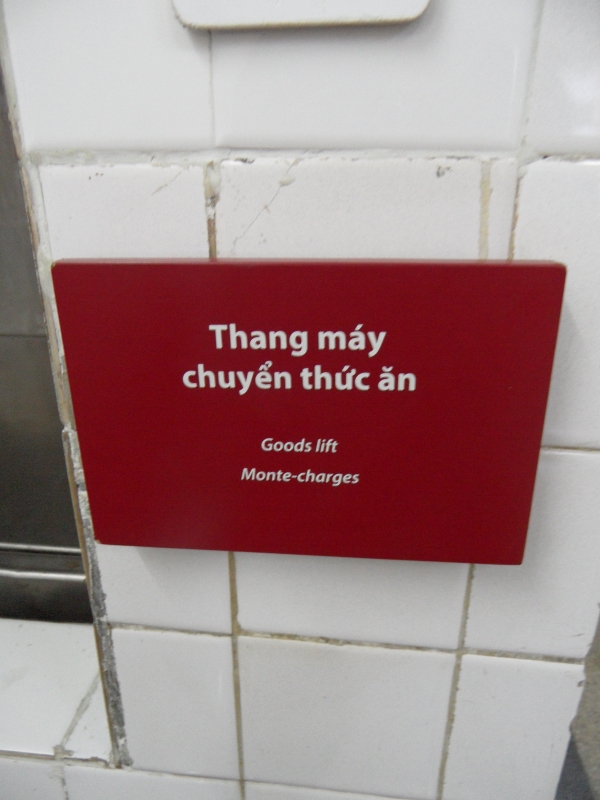 Thang máy
chuyển thức ăn
Goods lift
Monte-charges